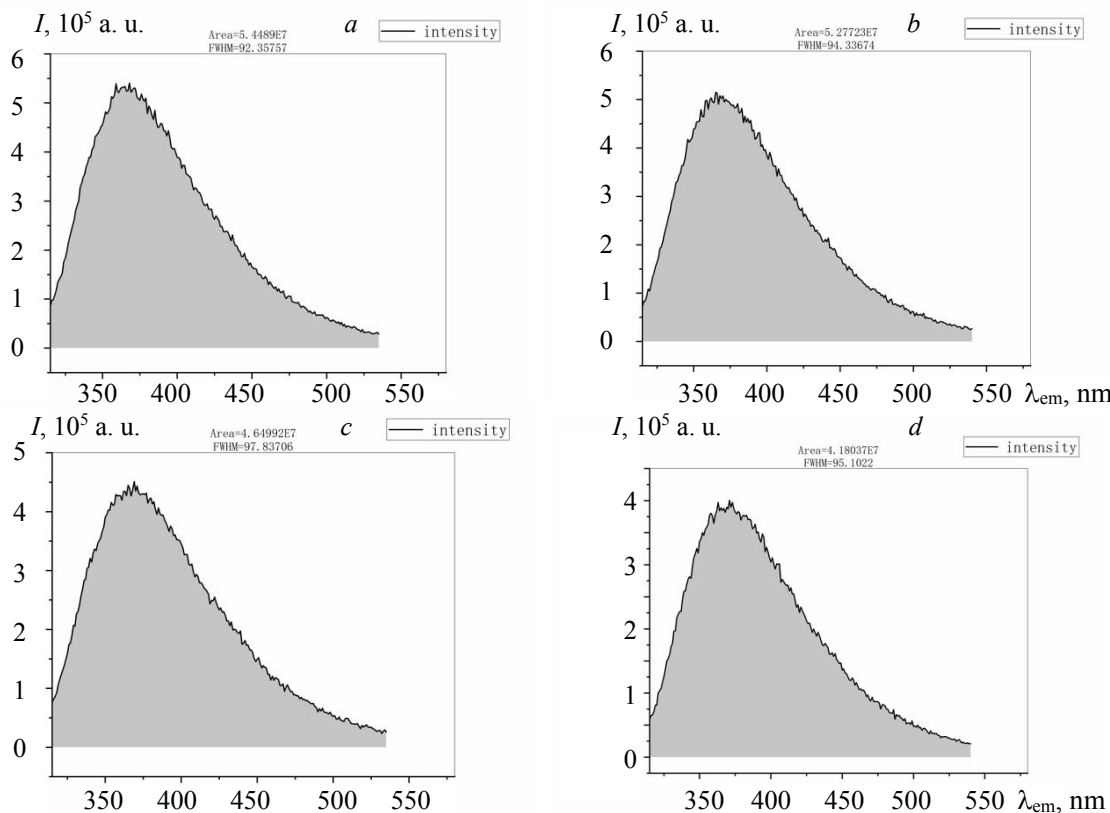 I, 10⁵ a. u.
a
intensity
Area=5.4489E7
FWHM=92.35757
6
5
4
3
2
1
0
350 400 450 500 550
b
intensity
Area=5.27723E7
FWHM=94.33674
6
5
4
3
2
1
0
350 400 450 500 550 λem, nm
I, 10⁵ a. u.
c
intensity
Area=4.64992E7
FWHM=97.83706
5
4
3
2
1
0
350 400 450 500 550
I, 10⁵ a. u.
d
intensity
Area=4.18037E7
FWHM=95.1022
4
3
2
1
0
350 400 450 500 550 λem, nm